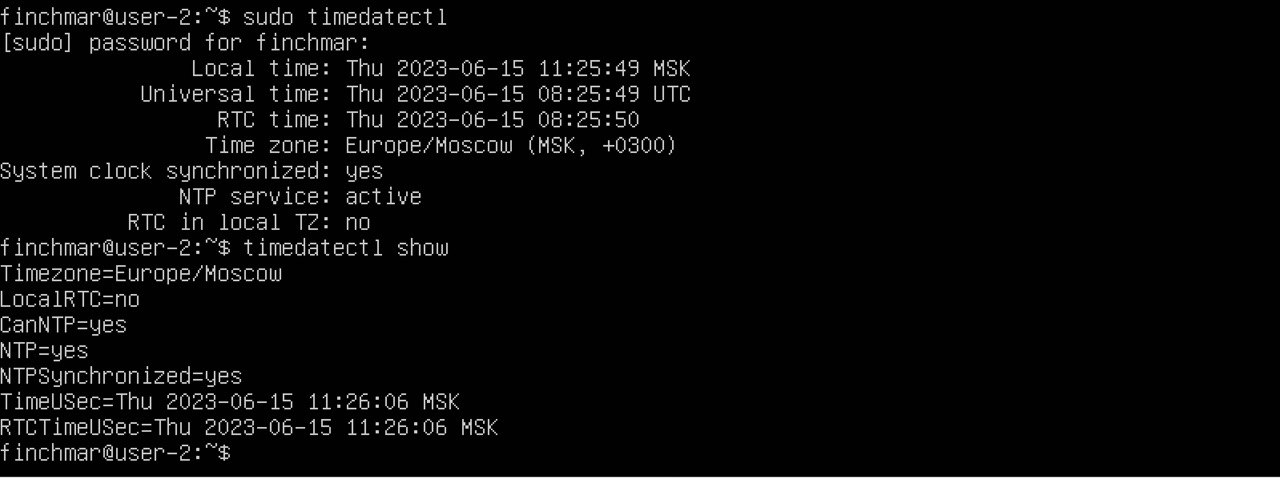 finchmar@user-2:~$ sudo timedatectl
[sudo] password for finchmar:
Local time: Thu 2023-06-15 11:25:49 MSK
Universal time: Thu 2023-06-15 08:25:49 UTC
RTC time: Thu 2023-06-15 08:25:50
Time zone: Europe/Moscow (MSK, +0300)
System clock synchronized: yes
NTP service: active
RTC in local TZ: no
finchmar@user-2:~$ timedatectl show
Timezone=Europe/Moscow
LocalRTC=no
CanNTP=yes
NTP=yes
NTPSynchronized=yes
TimeUSec=Thu 2023-06-15 11:26:06 MSK
RTCTimeUSec=Thu 2023-06-15 11:26:06 MSK
finchmar@user-2:~$